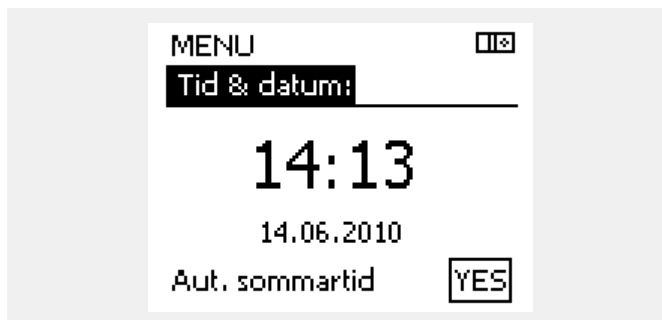 MENU
Tid & datum:
14:13
14.06.2010
Aut. sommartid YES